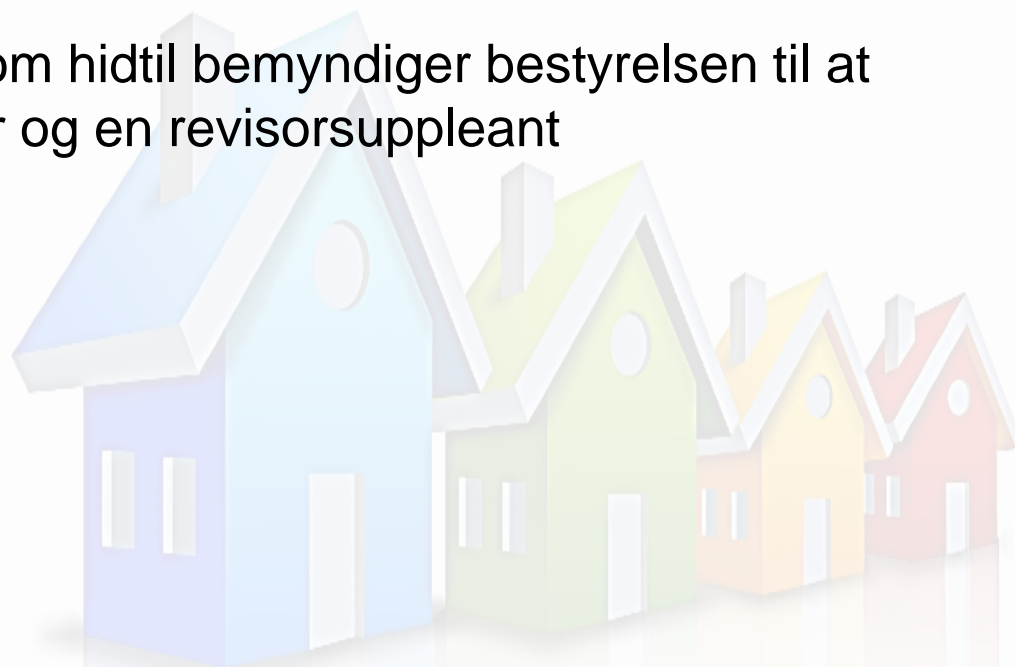 om hidtil bemyndiger bestyrelsen til at
r og en revisorsuppleant